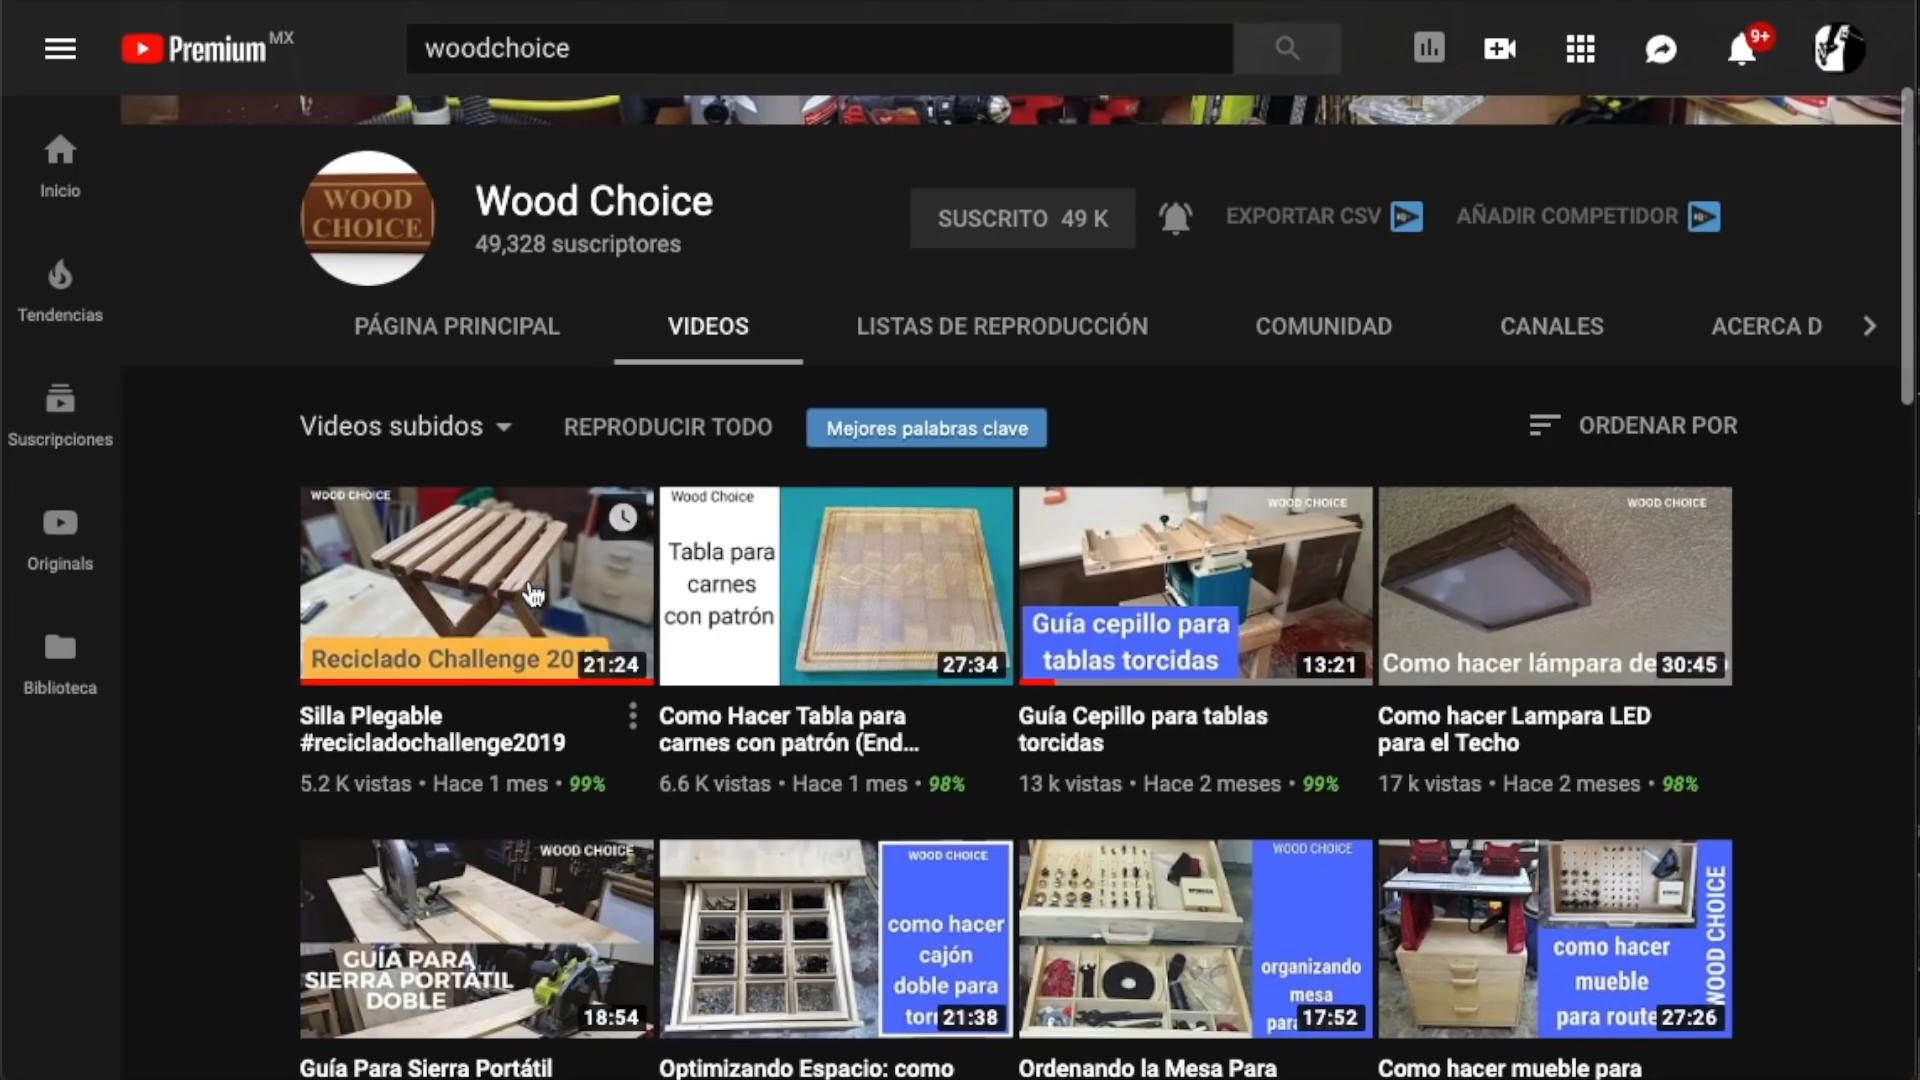 Premium MX
woodchoice
9+
Inicio
Tendencias
Suscripciones
Originals
Biblioteca
WOOD
CHOICE
Wood Choice
49,328 suscriptores
SUSCRITO 49 K
EXPORTAR CSV
AÑADIR COMPETIDOR
PÁGINA PRINCIPAL
VIDEOS
LISTAS DE REPRODUCCIÓN
COMUNIDAD
CANALES
ACERCA D
Videos subidos
REPRODUCIR TODO
Mejores palabras clave
ORDENAR POR
WOOD CHOICE
Reciclado Challenge 20
21:24
Silla Plegable
#recicladochallenge2019
5.2 K vistas • Hace 1 mes • 99%
Wood Choice
Tabla para
carnes
con patrón
27:34
Como Hacer Tabla para
carnes con patrón (End...
6.6 K vistas • Hace 1 mes • 98%
WOOD CHOICE
Guía cepillo para
tablas torcidas
13:21
Guía Cepillo para tablas
torcidas
13 k vistas • Hace 2 meses • 99%
WOOD CHOICE
Como hacer lámpara de
30:45
Como hacer Lampara LED
para el Techo
17 k vistas • Hace 2 meses • 98%
WOOD CHOICE
GUÍA PARA
SIERRA PORTÁTIL
DOBLE
18:54
Guía Para Sierra Portátil
WOOD CHOICE
como hacer
cajón
doble para
21:38
Optimizando Espacio: como
WOOD CHOICE
organizando
mesa
para
17:52
Ordenando la Mesa Para
WOOD CHOICE
como hacer
mueble
para route
27:26
Como hacer mueble para